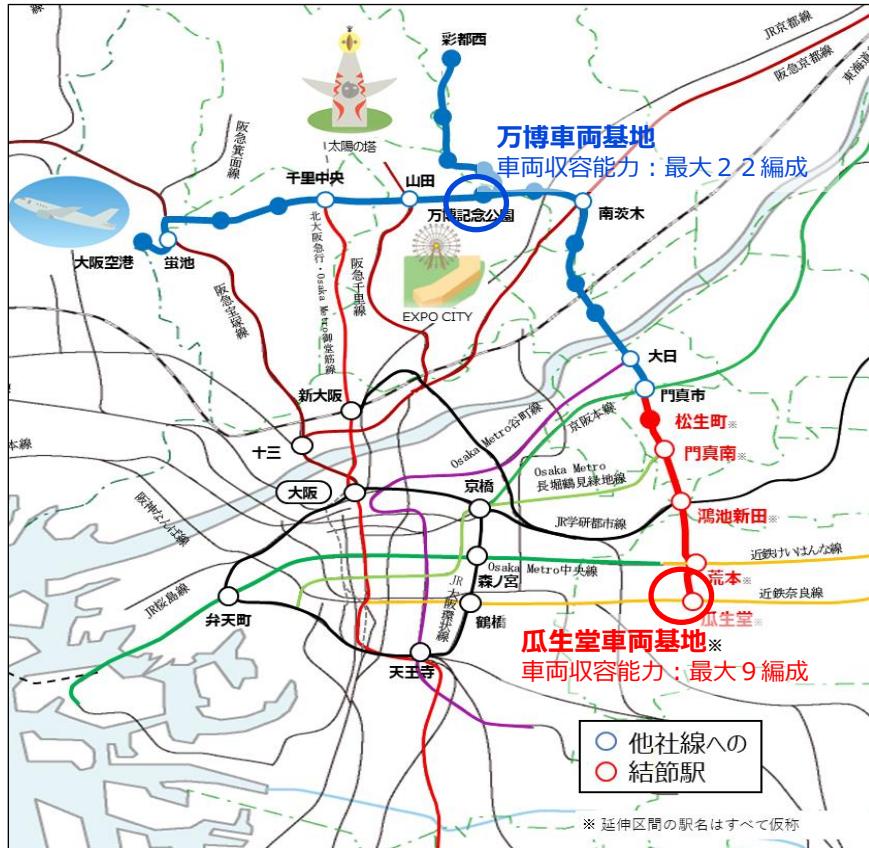 線
彩都西
JR京都線
阪急京都線
東海道
太陽の塔
万博車両基地
車両収容能力：最大２２編成
阪急箕面線
千里中央
山田
万博記念公園
南茨木
大阪空港
蛍池
北大阪急行・Osaka Metro御堂筋線
阪急千里線
阪急宝塚線
EXPO CITY
大日
門真市
新大阪
Osaka Metro谷町線
京阪本線
松生町※
本線
十三
門真南※
Osaka Metro
長堀鶴見緑地線
大阪
京橋
阪神なんば線
鴻池新田※
JR学研都市線
近鉄けいはんな線
Osaka Metro中央線
荒本※
森ノ宮
JR大阪環状線
近鉄奈良線
JR桜島線
弁天町
鶴橋
瓜生堂※
瓜生堂車両基地※
車両収容能力：最大９編成
天王寺
他社線への
結節駅
※ 延伸区間の駅名はすべて仮称